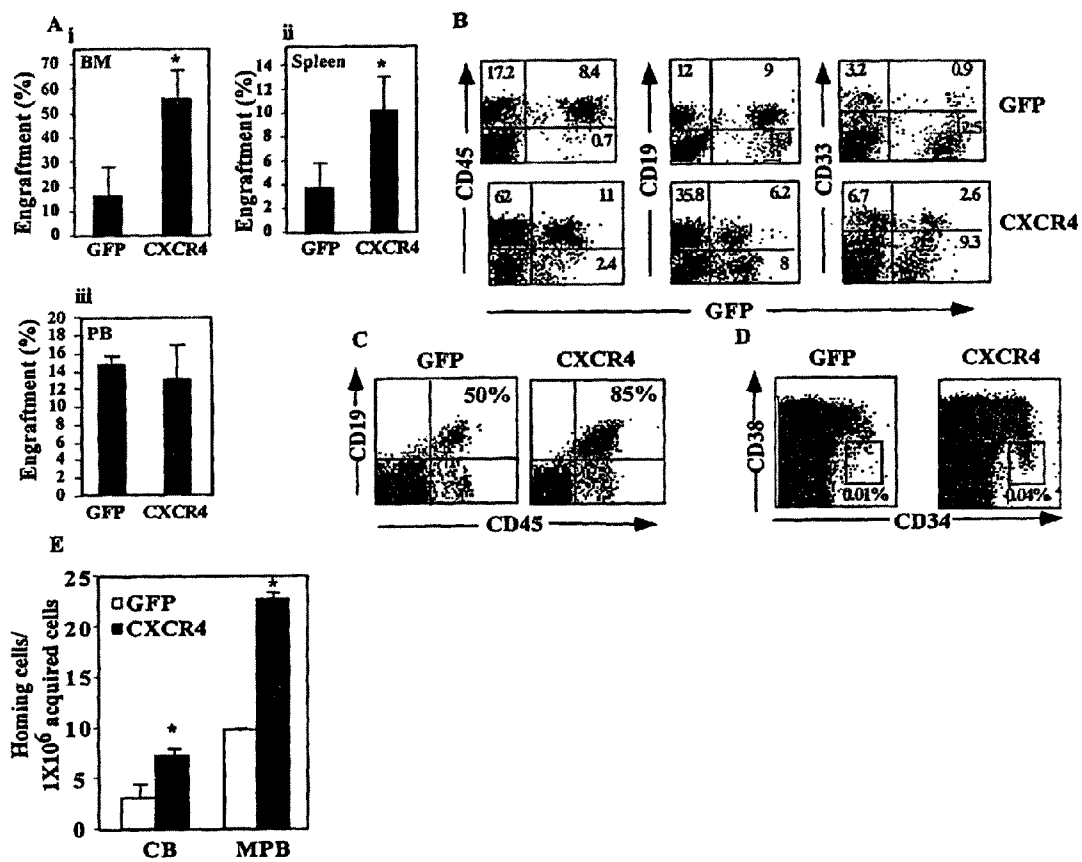 A
i
BM
*
Engraftment (%)
70
60
50
40
30
20
10
0
GFP CXCR4
ii
Spleen
*
Engraftment (%)
14
12
10
8
6
4
2
0
GFP CXCR4
iii
PB
Engraftment (%)
20
18
16
14
12
10
8
6
4
2
0
GFP CXCR4
B
17.2 8.4
0.7
CD45
12 9
CD19
3.2 0.9
2.5
CD33
GFP
62 11
2.4
35.8 6.2
8
6.7 2.6
9.3
CXCR4
GFP
C
GFP CXCR4
50% 85%
CD19
CD45
D
GFP CXCR4
CD38
0.01% 0.04%
CD34
E
Homing cells/
1X10⁶ acquired cells
25
20
15
10
5
0
GFP
CXCR4
*
*
CB MPB